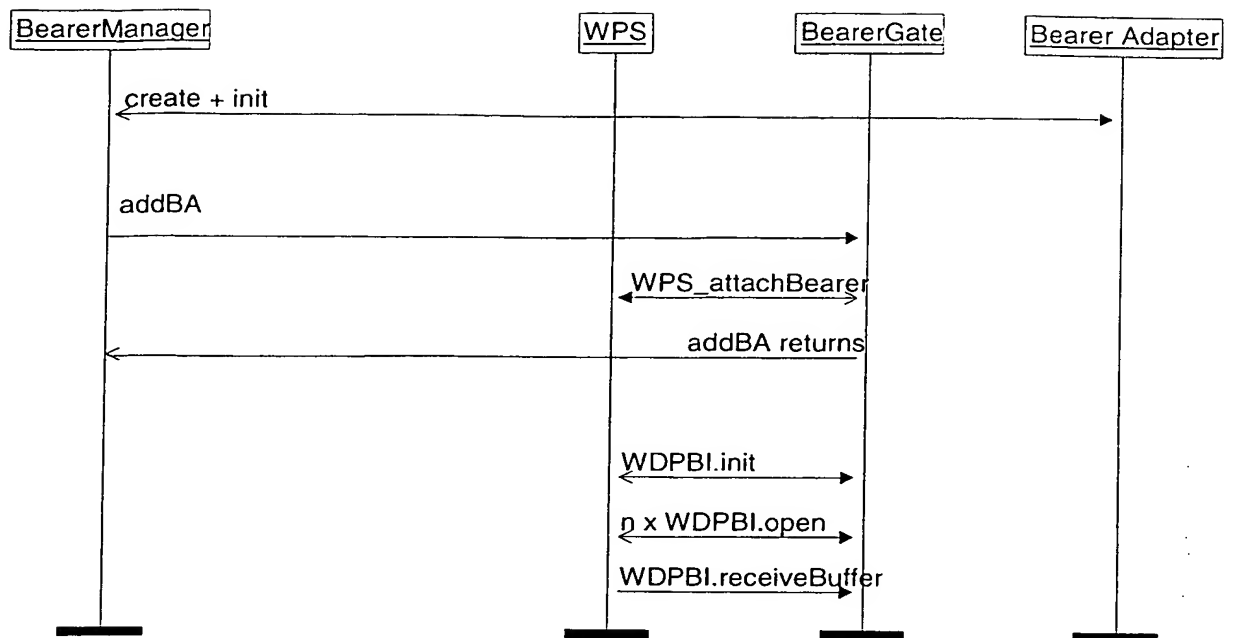 BearerManager
WPS
BearerGate
Bearer Adapter
create + init
addBA
WPS_attachBearer
addBA returns
WDPBI.init
n x WDPBI.open
WDPBI.receiveBuffer